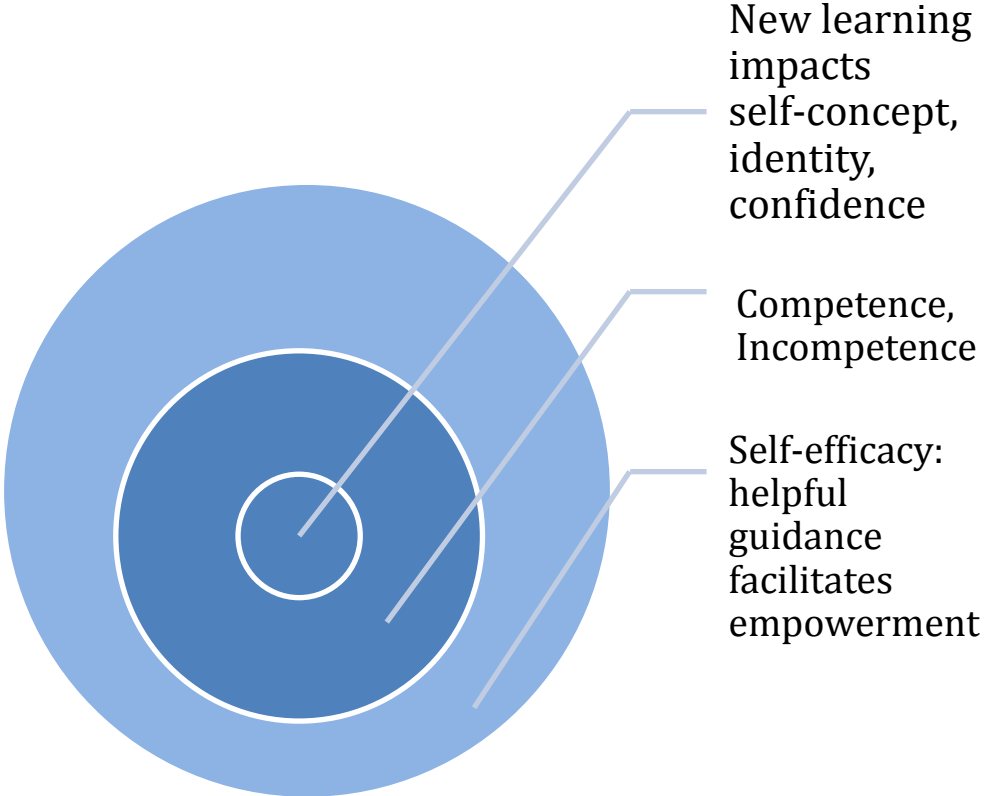 New learning
impacts
self-concept,
identity,
confidence
Competence,
Incompetence
Self-efficacy:
helpful
guidance
facilitates
empowerment